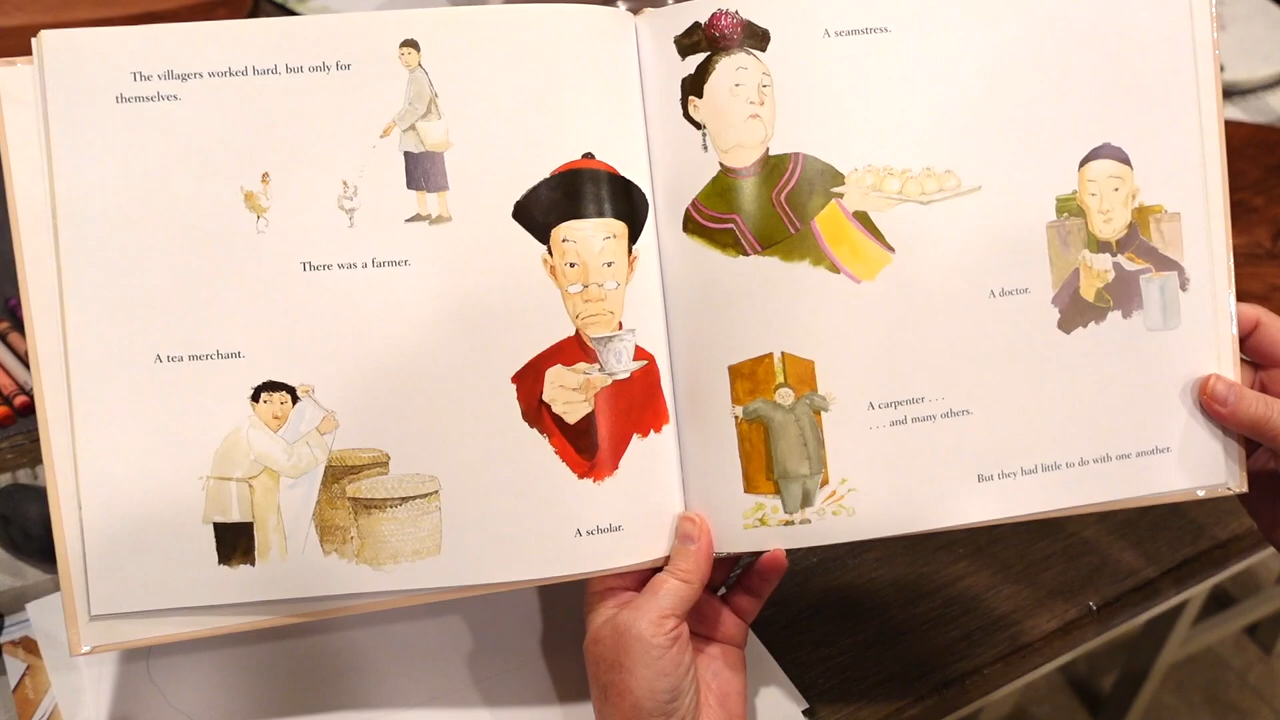 The villagers worked hard, but only for
themselves.
There was a farmer.
A tea merchant.
A scholar.
A seamstress.
A doctor.
A carpenter . . .
. . . and many others.
But they had little to do with one another.